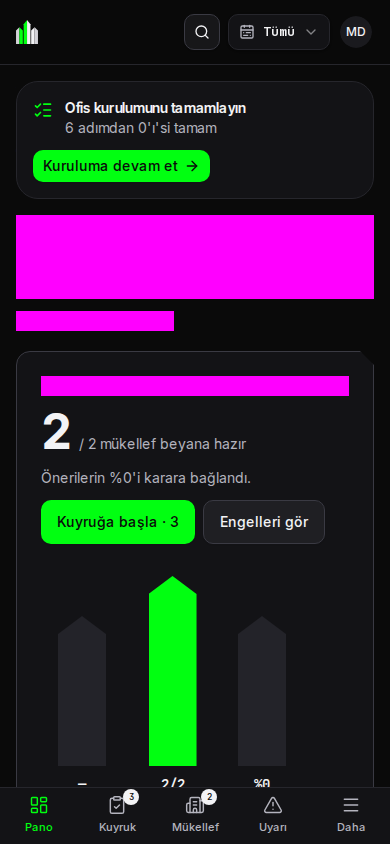 Tümü
MD
Ofis kurulumunu tamamlayın
6 adımdan 0'ı'si tamam
Kuruluma devam et →
2 / 2 mükellef beyana hazır
Önerilerin %0'i karara bağlandı.
Kuyruğa başla · 3
Engelleri gör
– 2/2 %0
3 2
Pano Kuyruk Mükellef Uyarı Daha